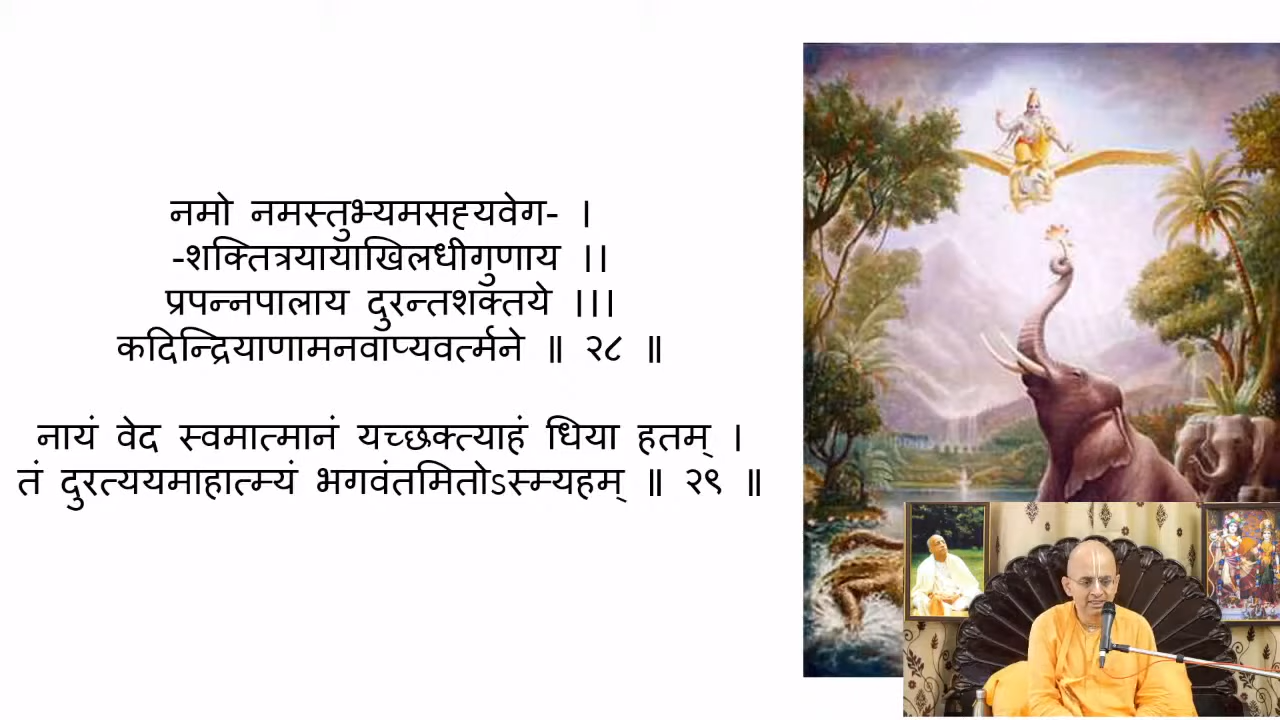 नमो नमस्तुभ्यमसह्यवेग- ।
-शक्तित्रयायाखिलधीगुणाय ।।
प्रपन्नपालाय दुरन्तशक्तये ।।।
कदिन्द्रियाणामनवाप्यवर्त्मने ॥ २८ ॥
नायं वेद स्वमात्मानं यच्छक्त्याहं धिया हतम् ।
तं दुरत्ययमाहात्म्यं भगवंतमितोऽस्म्यहम् ॥ २९ ॥